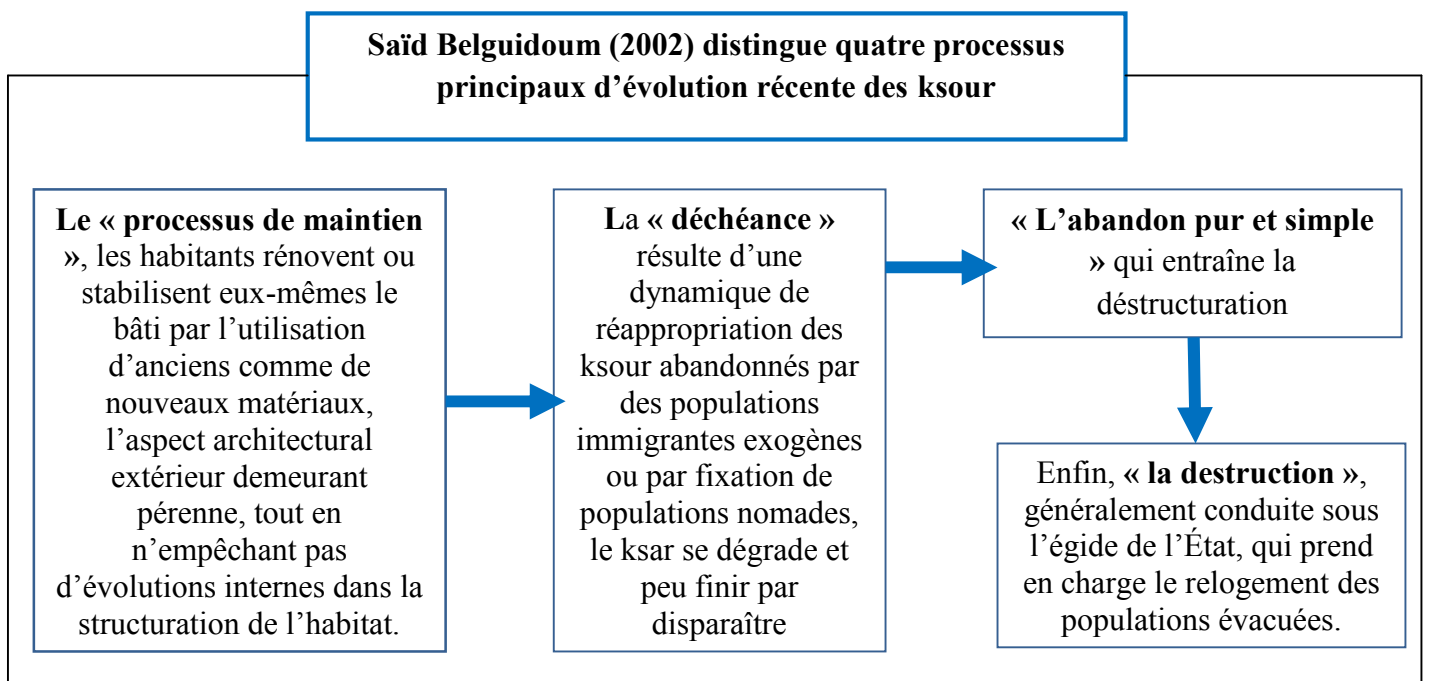 Saïd Belguidoum (2002) distingue quatre processus
principaux d’évolution récente des ksour
Le « processus de maintien
», les habitants rénovent ou
stabilisent eux-mêmes le
bâti par l’utilisation
d’anciens comme de
nouveaux matériaux,
l’aspect architectural
extérieur demeurant
pérenne, tout en
n’empêchant pas
d’évolutions internes dans la
structuration de l’habitat.
La « déchéance »
résulte d’une
dynamique de
réappropriation des
ksour abandonnés par
des populations
immigrantes exogènes
ou par fixation de
populations nomades,
le ksar se dégrade et
peu finir par
disparaître
« L’abandon pur et simple
» qui entraîne la
déstructuration
Enfin, « la destruction »,
généralement conduite sous
l’égide de l’État, qui prend
en charge le relogement des
populations évacuées.